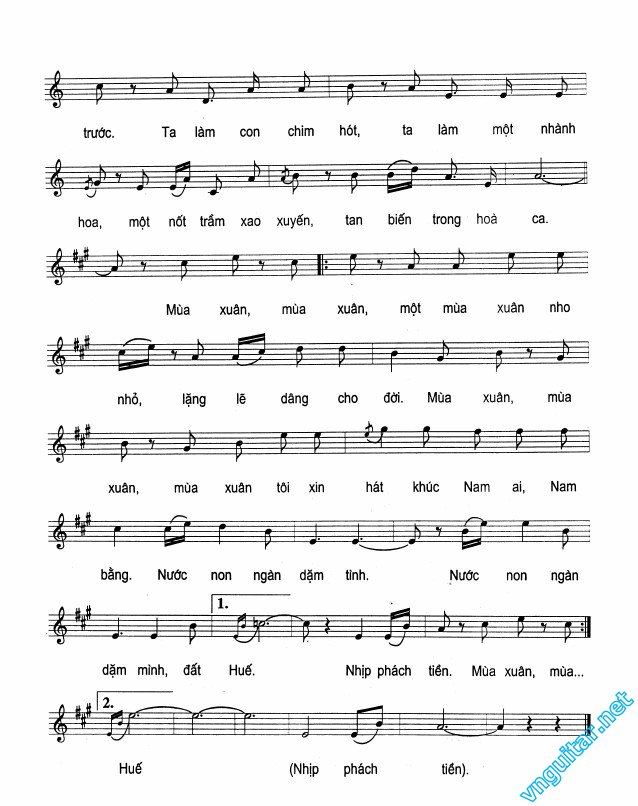 trước. Ta làm con chim hót, ta làm một nhành
hoa, một nốt trầm xao xuyến, tan biến trong hoà ca.
Mùa xuân, mùa xuân, một mùa xuân nho
nhỏ, lặng lẽ dâng cho đời. Mùa xuân, mùa
xuân, mùa xuân tôi xin hát khúc Nam ai, Nam
bằng. Nước non ngàn dặm tình. Nước non ngàn
1.
dặm mình, đất Huế. Nhịp phách tiền. Mùa xuân, mùa...
2.
Huế (Nhịp phách tiền).
vnguitar.net